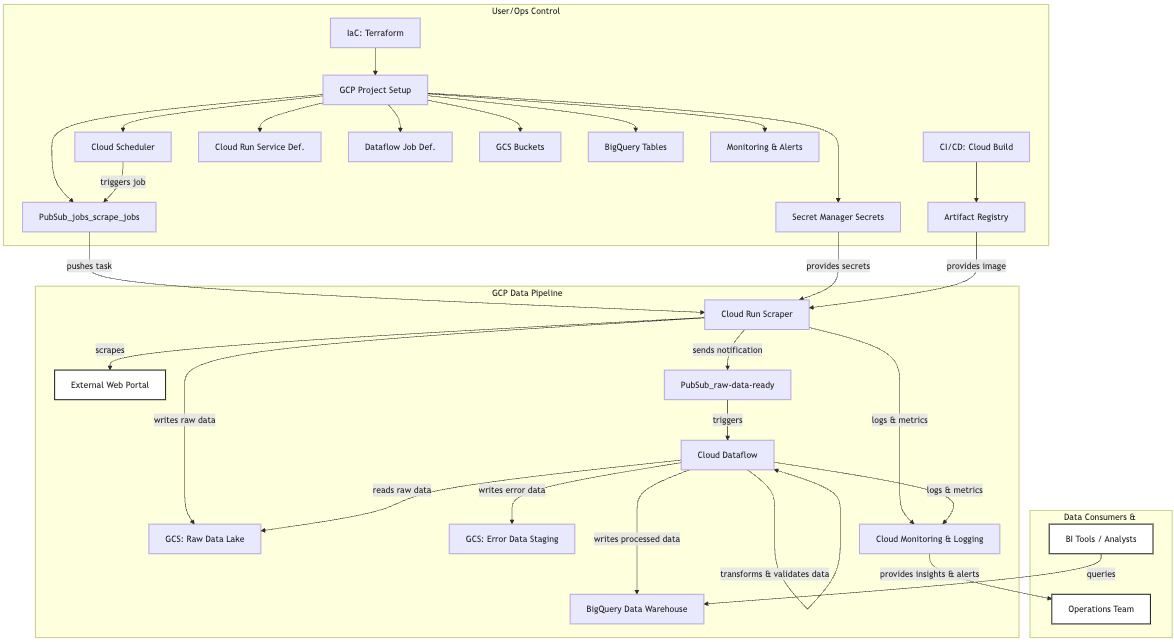 User/Ops Control
IaC: Terraform
GCP Project Setup
Cloud Scheduler
Cloud Run Service Def.
Dataflow Job Def.
GCS Buckets
BigQuery Tables
Monitoring & Alerts
CI/CD: Cloud Build
triggers job
PubSub_jobs_scrape_jobs
Secret Manager Secrets
Artifact Registry
pushes task
provides secrets
provides image
GCP Data Pipeline
Cloud Run Scraper
scrapes
sends notification
External Web Portal
PubSub_raw-data-ready
writes raw data
triggers
logs & metrics
Cloud Dataflow
reads raw data
writes error data
logs & metrics
Data Consumers &
GCS: Raw Data Lake
GCS: Error Data Staging
writes processed data
Cloud Monitoring & Logging
BI Tools / Analysts
transforms & validates data
provides insights & alerts
queries
BigQuery Data Warehouse
Operations Team